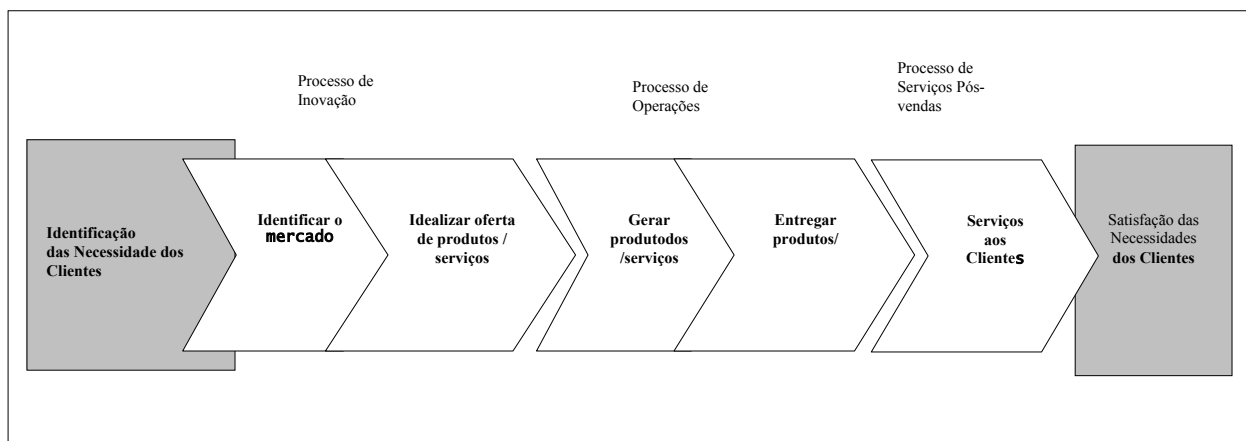 Processo de
Inovação
Processo de
Operações
Processo de
Serviços Pós-
vendas
Identificação
das Necessidade dos
Clientes
Identificar o
mercado
Idealizar oferta
de produtos /
serviços
Gerar
produtodos
/serviços
Entregar
produtos/
Serviços
aos
Clientes
Satisfação das
Necessidades
dos Clientes